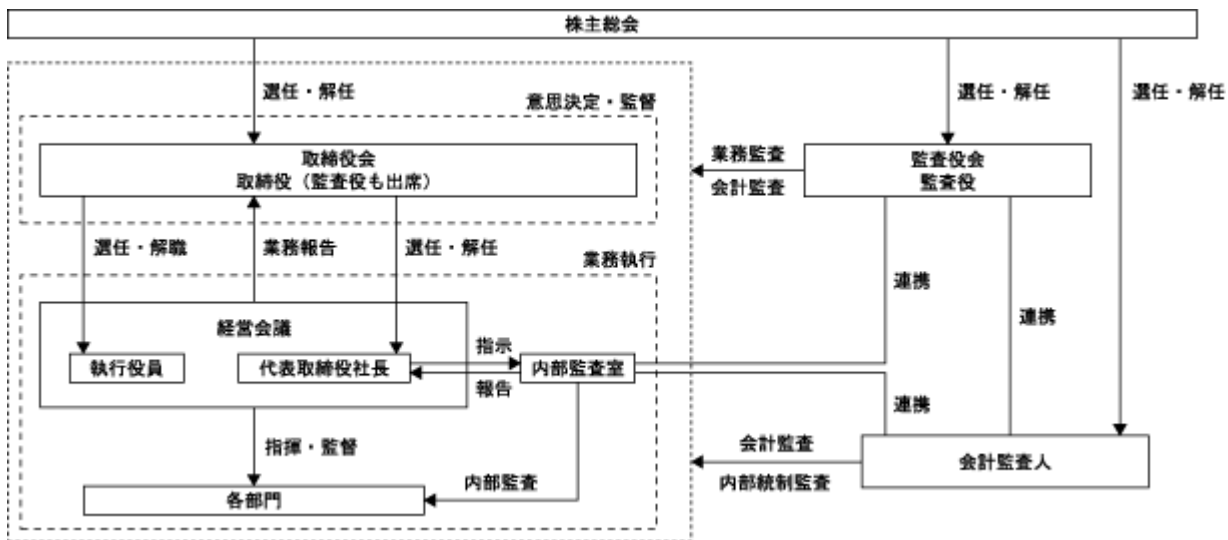 株主総会
選任・解任
選任・解任
選任・解任
意思決定・監督
取締役会
取締役（監査役も出席）
業務監査
会計監査
監査役会
監査役
選任・解職
業務報告
選任・解任
業務執行
連携
連携
経営会議
執行役員
代表取締役社長
指示
報告
内部監査室
連携
指揮・監督
会計監査
内部統制監査
会計監査人
内部監査
各部門